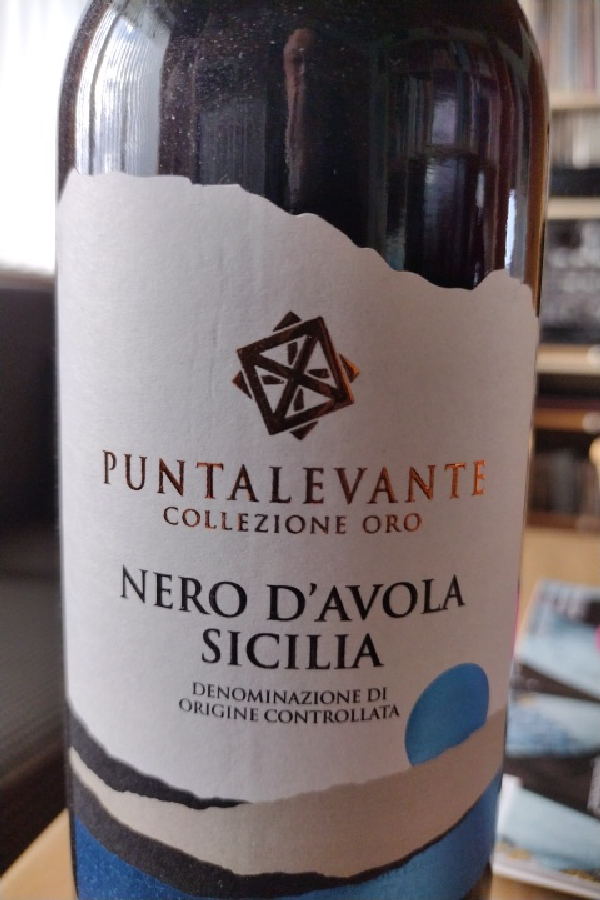 PUNTALEVANTE
COLLEZIONE ORO
NERO D'AVOLA
SICILIA
DENOMINAZIONE DI
ORIGINE CONTROLLATA